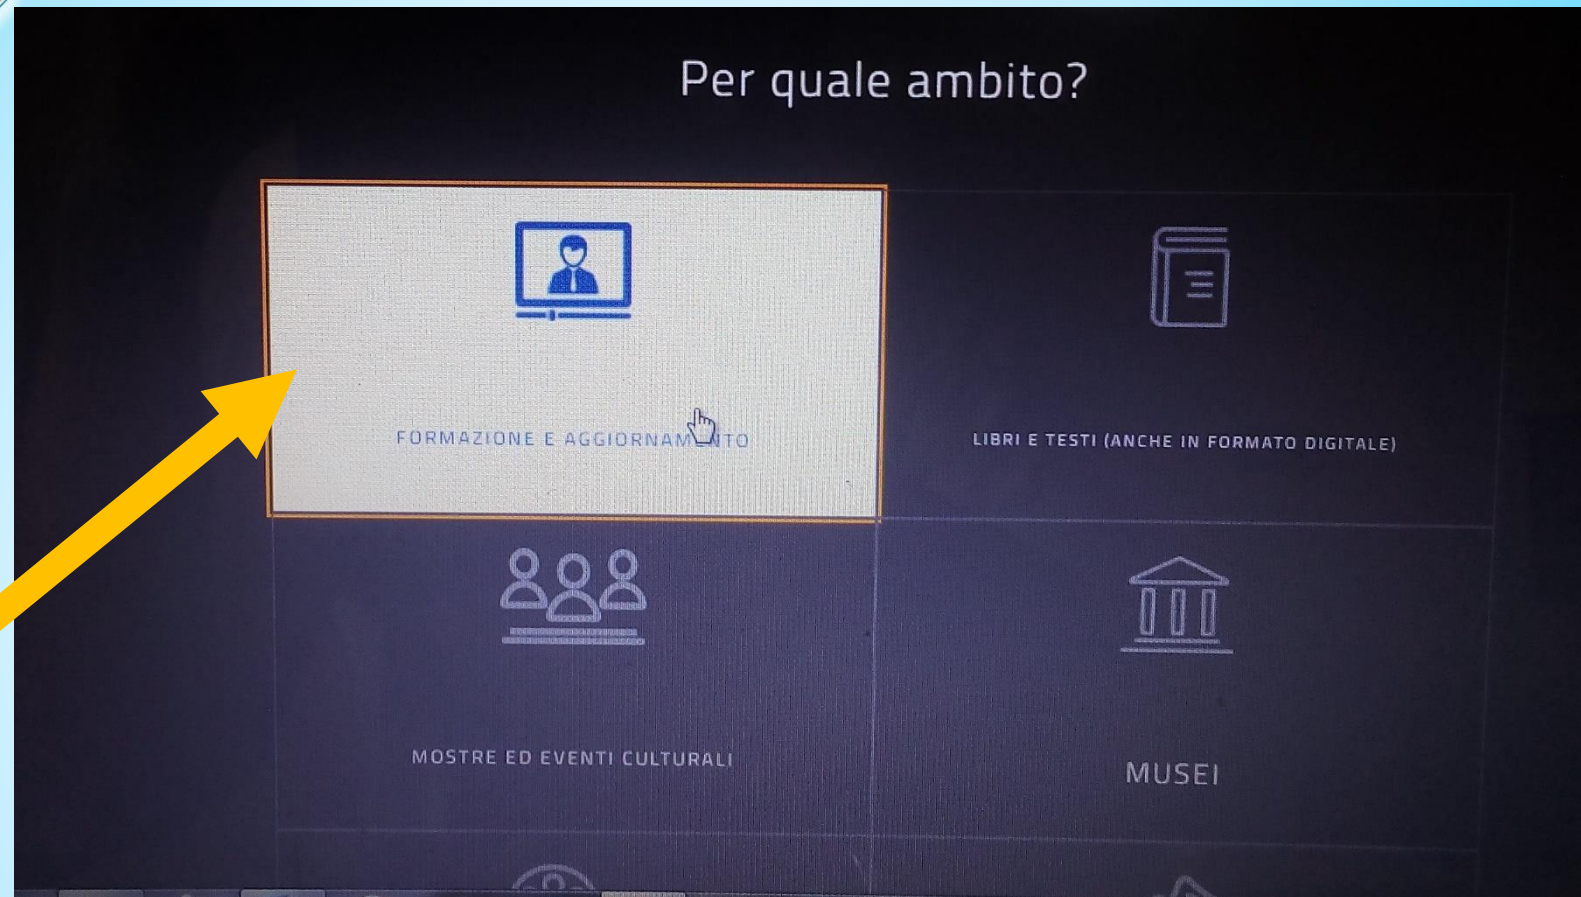 Per quale ambito?
FORMAZIONE E AGGIORNAMENTO
LIBRI E TESTI (ANCHE IN FORMATO DIGITALE)
MOSTRE ED EVENTI CULTURALI
MUSEI